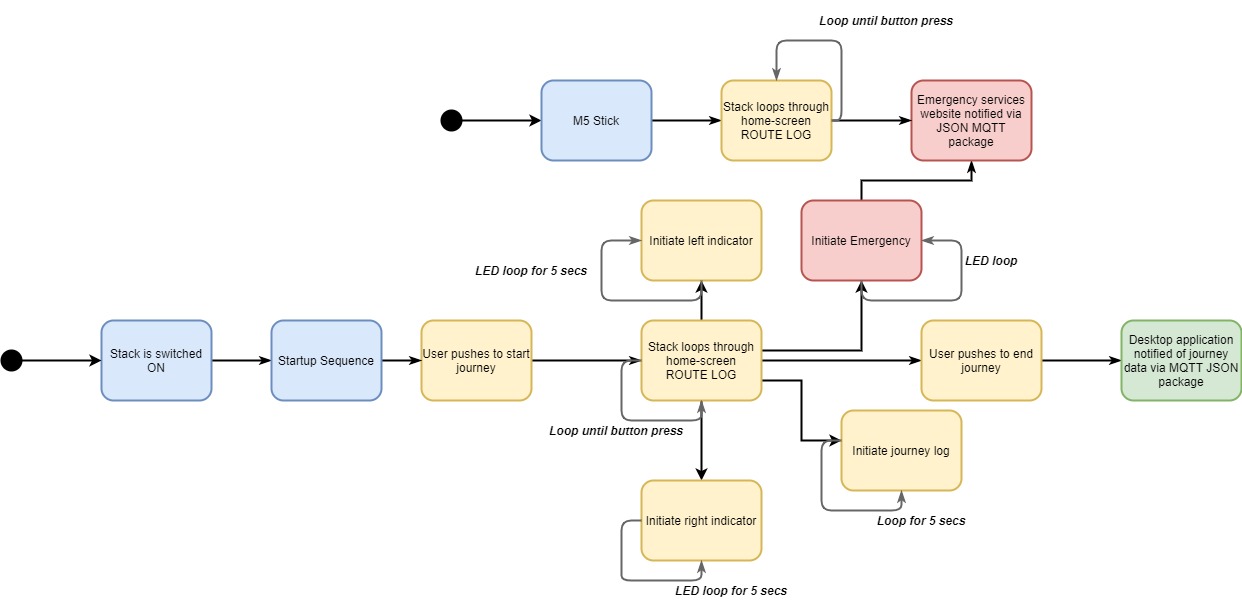 Loop until button press
M5 Stick
Stack loops through
home-screen
ROUTE LOG
Emergency services
website notified via
JSON MQTT
package
Initiate left indicator
Initiate Emergency
LED loop for 5 secs
LED loop
Stack is switched
ON
Startup Sequence
User pushes to start
journey
Stack loops through
home-screen
ROUTE LOG
User pushes to end
journey
Desktop application
notified of journey
data via MQTT JSON
package
Loop until button press
Initiate journey log
Loop for 5 secs
Initiate right indicator
LED loop for 5 secs